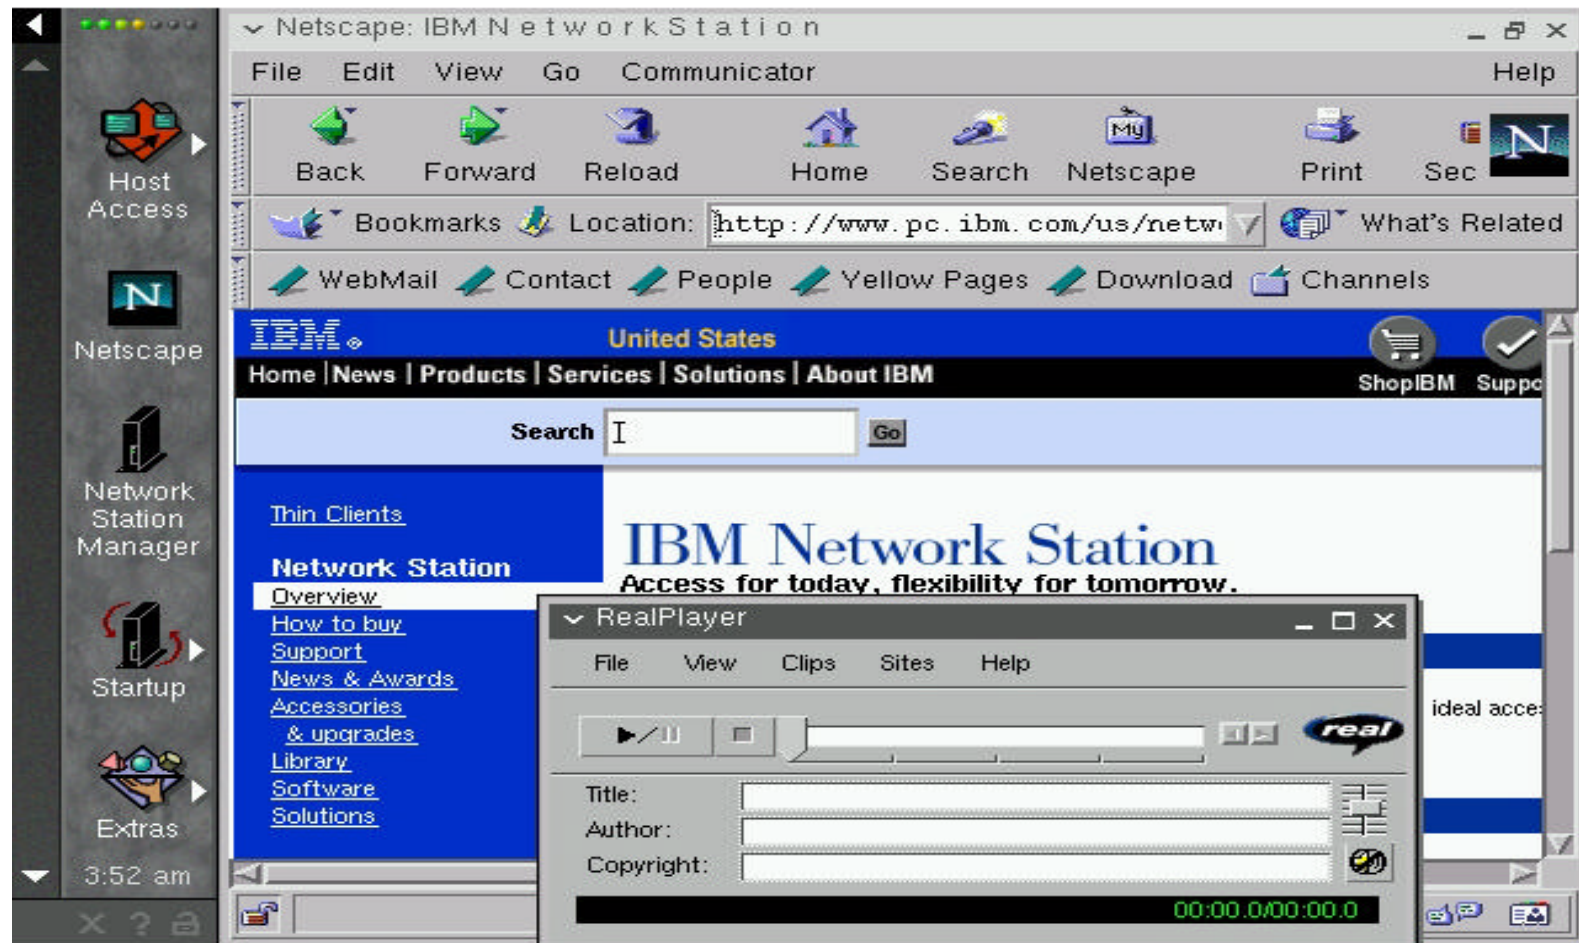 Host
Access
Netscape
Network
Station
Manager
Startup
Extras
3:52 am
X ?
Netscape: IBM NetworkStation
File Edit View Go Communicator Help
Back Forward Reload Home Search My Netscape Print Sec N
Bookmarks Location: http://www.pc.ibm.com/us/netw What's Related
WebMail Contact People Yellow Pages Download Channels
IBM® United States
Home | News | Products | Services | Solutions | About IBM
ShopIBM Suppo
Search Go
Thin Clients
Network Station
Overview
How to buy
Support
News & Awards
Accessories
& upgrades
Library
Software
Solutions
IBM Network Station
Access for today, flexibility for tomorrow.
ideal acce
RealPlayer
File View Clips Sites Help
real
Title:
Author:
Copyright:
00:00.0/00:00.0